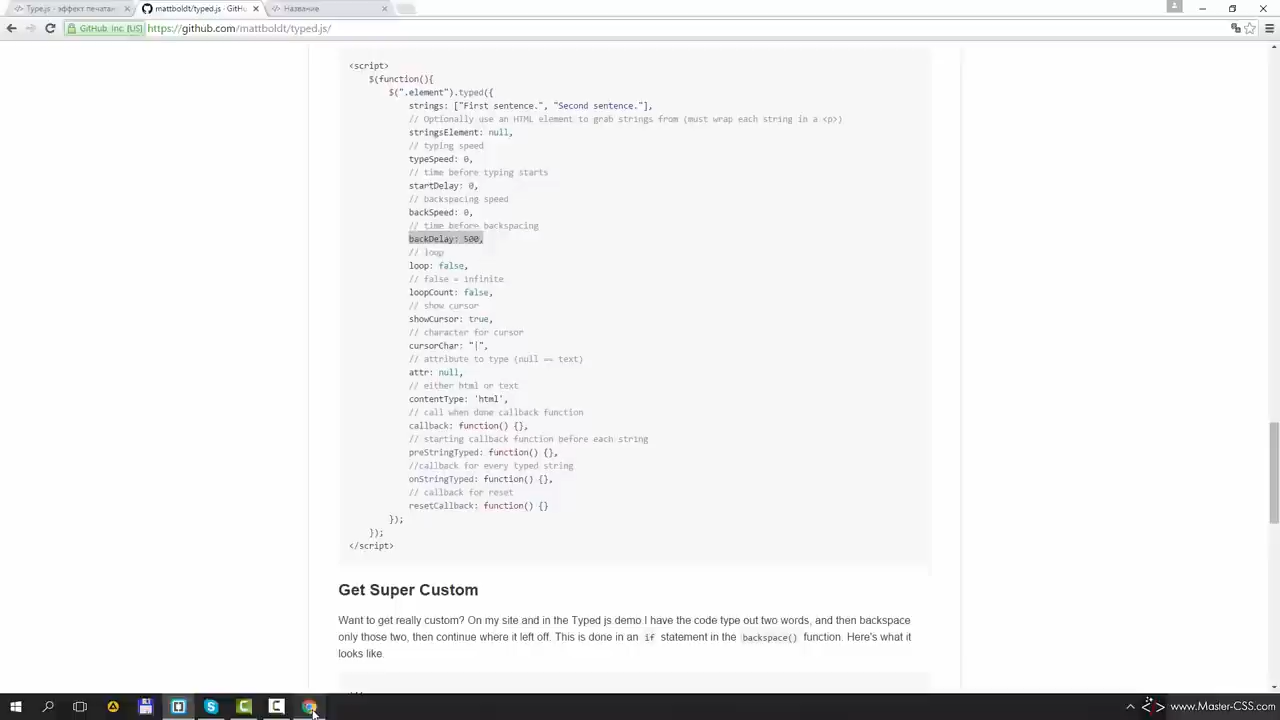 Type.js - эффект печатан
mattboldt/typed.js · GitHu
Название
GitHub, Inc. [US]
https://github.com/mattboldt/typed.js/
<script>
$(function(){
$(".element").typed({
strings: ["First sentence.", "Second sentence."],
// Optionally use an HTML element to grab strings from (must wrap each string in a <p>)
stringsElement: null,
// typing speed
typeSpeed: 0,
// time before typing starts
startDelay: 0,
// backspacing speed
backSpeed: 0,
// time before backspacing
backDelay: 500,
// loop
loop: false,
// false = infinite
loopCount: false,
// show cursor
showCursor: true,
// character for cursor
cursorChar: "|",
// attribute to type (null == text)
attr: null,
// either html or text
contentType: 'html',
// call when done callback function
callback: function() {},
// starting callback function before each string
preStringTyped: function() {},
//callback for every typed string
onStringTyped: function() {},
// callback for reset
resetCallback: function() {}
});
});
</script>
Get Super Custom
Want to get really custom? On my site and in the Typed.js demo I have the code type out two words, and then backspace
only those two, then continue where it left off. This is done in an if statement in the backspace() function. Here's what it
looks like.
www.Master-CSS.com